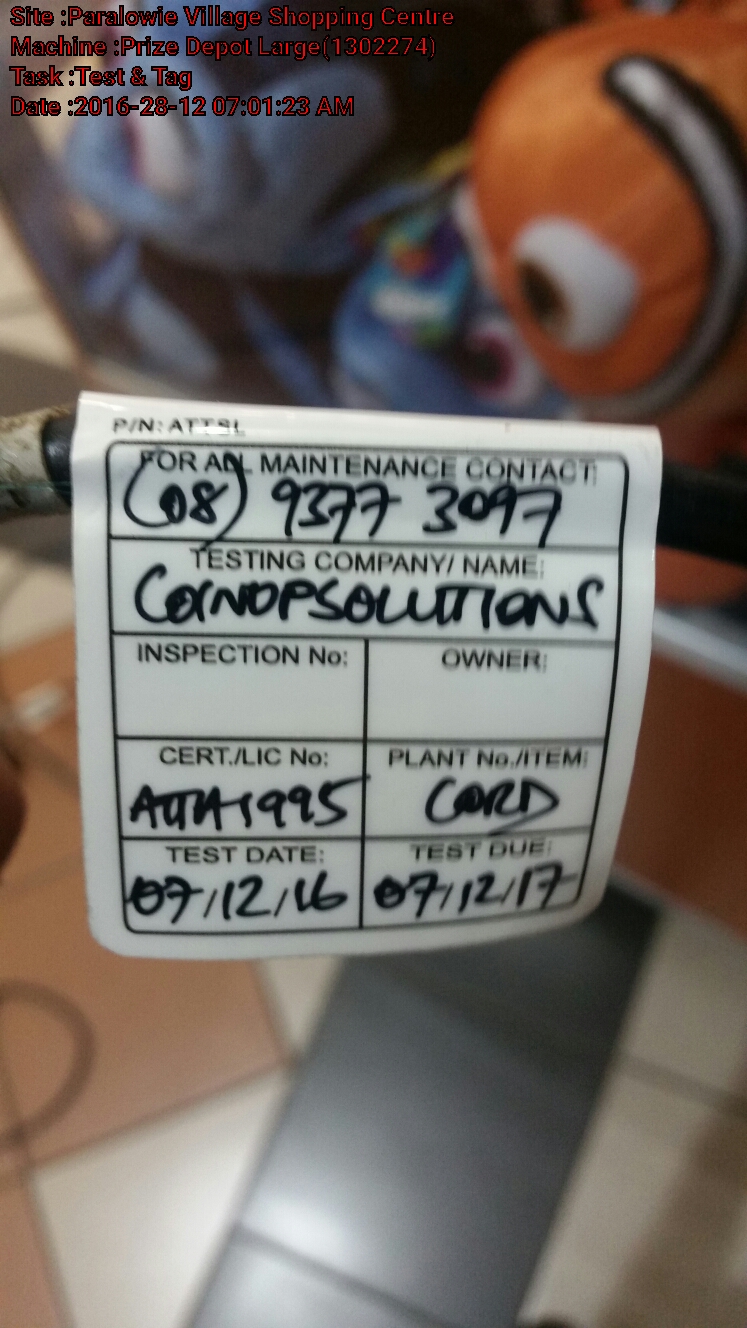 Site :Paralowie Village Shopping Centre
Machine :Prize Depot Large(1302274)
Task :Test & Tag
Date :2016-28-12 07:01:23 AM
P/N: ATTSL
FOR ALL MAINTENANCE CONTACT:
(08) 9377 3097
TESTING COMPANY/ NAME:
COINOPSOLUTIONS
INSPECTION No: OWNER:
CERT./LIC No: PLANT No./ITEM:
ATTA1995 CORD
TEST DATE: TEST DUE:
07/12/16 07/12/17